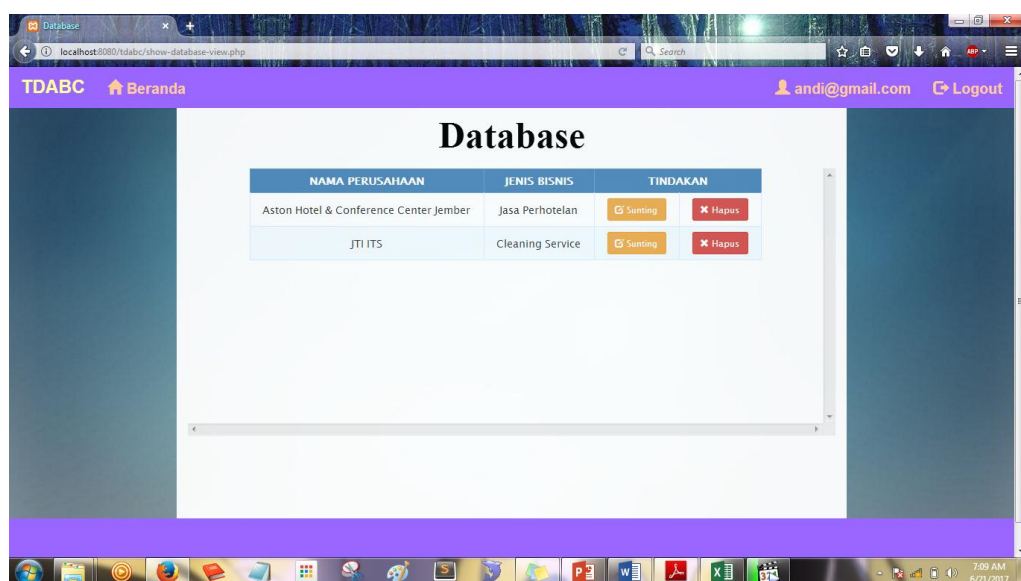 Database
localhost:8080/tdabc/show-database-view.php
Search
ABP
TDABC Beranda andi@gmail.com Logout
Database
NAMA PERUSAHAAN JENIS BISNIS TINDAKAN
Aston Hotel & Conference Center Jember Jasa Perhotelan Sunting Hapus
JTI ITS Cleaning Service Sunting Hapus
7:09 AM
6/21/2017